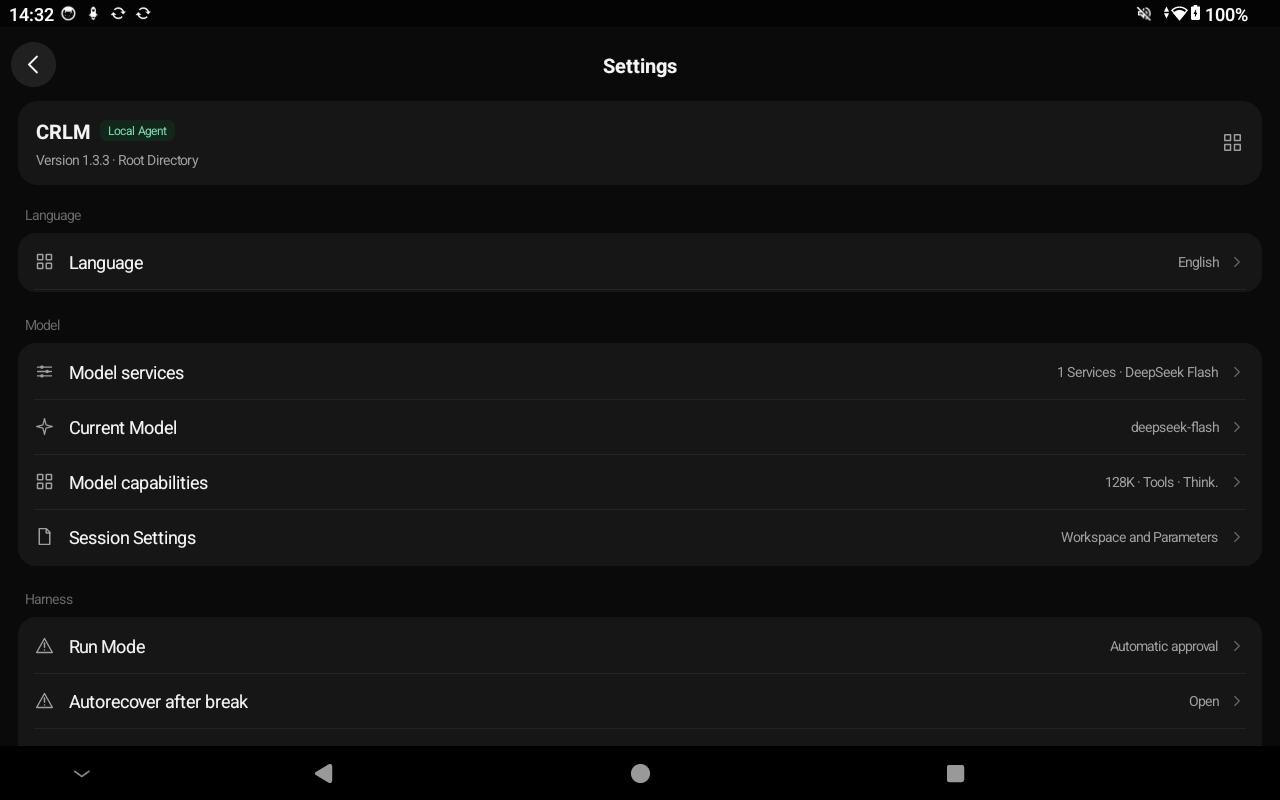 14:32
100%
Settings
CRLM Local Agent
Version 1.3.3 · Root Directory
Language
Language English
Model
Model services 1 Services · DeepSeek Flash
Current Model deepseek-flash
Model capabilities 128K · Tools · Think.
Session Settings Workspace and Parameters
Harness
Run Mode Automatic approval
Autorecover after break Open